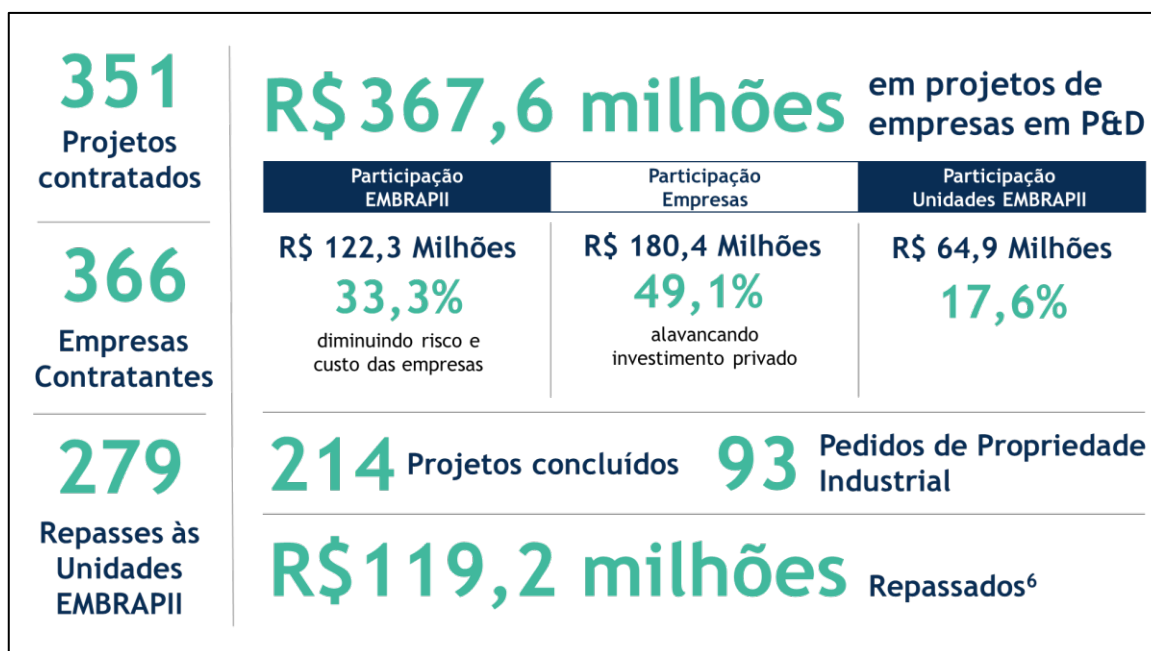 351
Projetos
contratados
366
Empresas
Contratantes
279
Repasses às
Unidades
EMBRAPII
R$ 367,6 milhões
em projetos de
empresas em P&D
Participação
EMBRAPII
Participação
Empresas
Participação
Unidades EMBRAPII
R$ 122,3 Milhões
33,3%
diminuindo risco e
custo das empresas
R$ 180,4 Milhões
49,1%
alavancando
investimento privado
R$ 64,9 Milhões
17,6%
214 Projetos concluídos
93
Pedidos de Propriedade
Industrial
R$119,2 milhões Repassados⁶